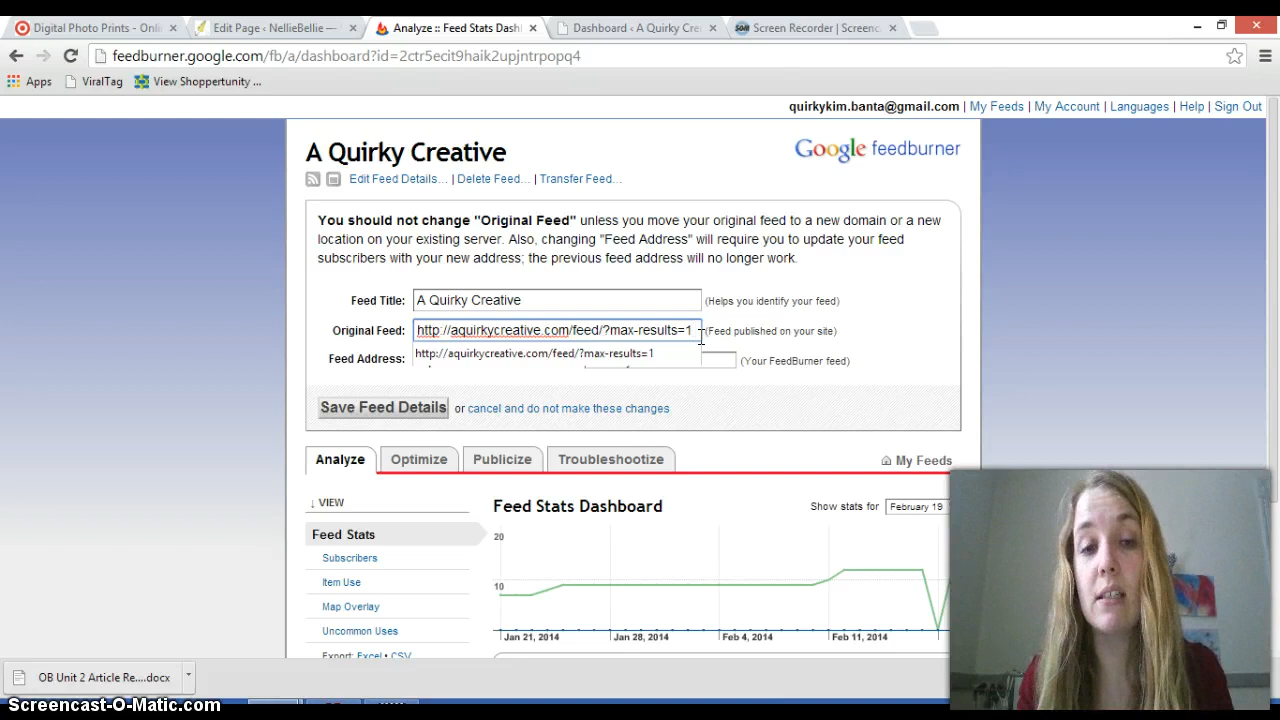 Digital Photo Prints - Onli
Edit Page ‹ NellieBellie —
Analyze :: Feed Stats Dash
Dashboard ‹ A Quirky Cre
Screen Recorder | Screenc
feedburner.google.com/fb/a/dashboard?id=2ctr5ecit9haik2upjntrpopq4
Apps
ViralTag
View Shoppertunity ...
quirkykim.banta@gmail.com | My Feeds | My Account | Languages | Help | Sign Out
A Quirky Creative
Google feedburner
Edit Feed Details... | Delete Feed... | Transfer Feed...
You should not change "Original Feed" unless you move your original feed to a new domain or a new
location on your existing server. Also, changing "Feed Address" will require you to update your feed
subscribers with your new address; the previous feed address will no longer work.
Feed Title: A Quirky Creative (Helps you identify your feed)
Original Feed: http://aquirkycreative.com/feed/?max-results=1 (Feed published on your site)
http://aquirkycreative.com/feed/?max-results=1
Feed Address: (Your FeedBurner feed)
Save Feed Details or cancel and do not make these changes
Analyze Optimize Publicize Troubleshootize My Feeds
↓ VIEW
Feed Stats Dashboard
Show stats for February 19
Feed Stats
Subscribers
Item Use
Map Overlay
Uncommon Uses
Export: Excel • CSV
20
10
Jan 21, 2014 Jan 28, 2014 Feb 4, 2014 Feb 11, 2014
OB Unit 2 Article Re....docx
Screencast-O-Matic.com